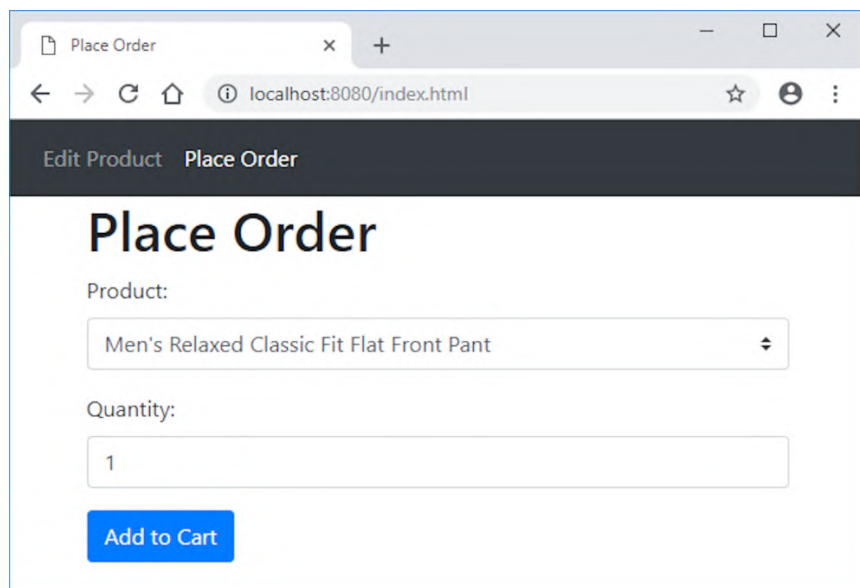 Place Order
localhost:8080/index.html
Edit Product Place Order
Place Order
Product:
Men's Relaxed Classic Fit Flat Front Pant
Quantity:
1
Add to Cart